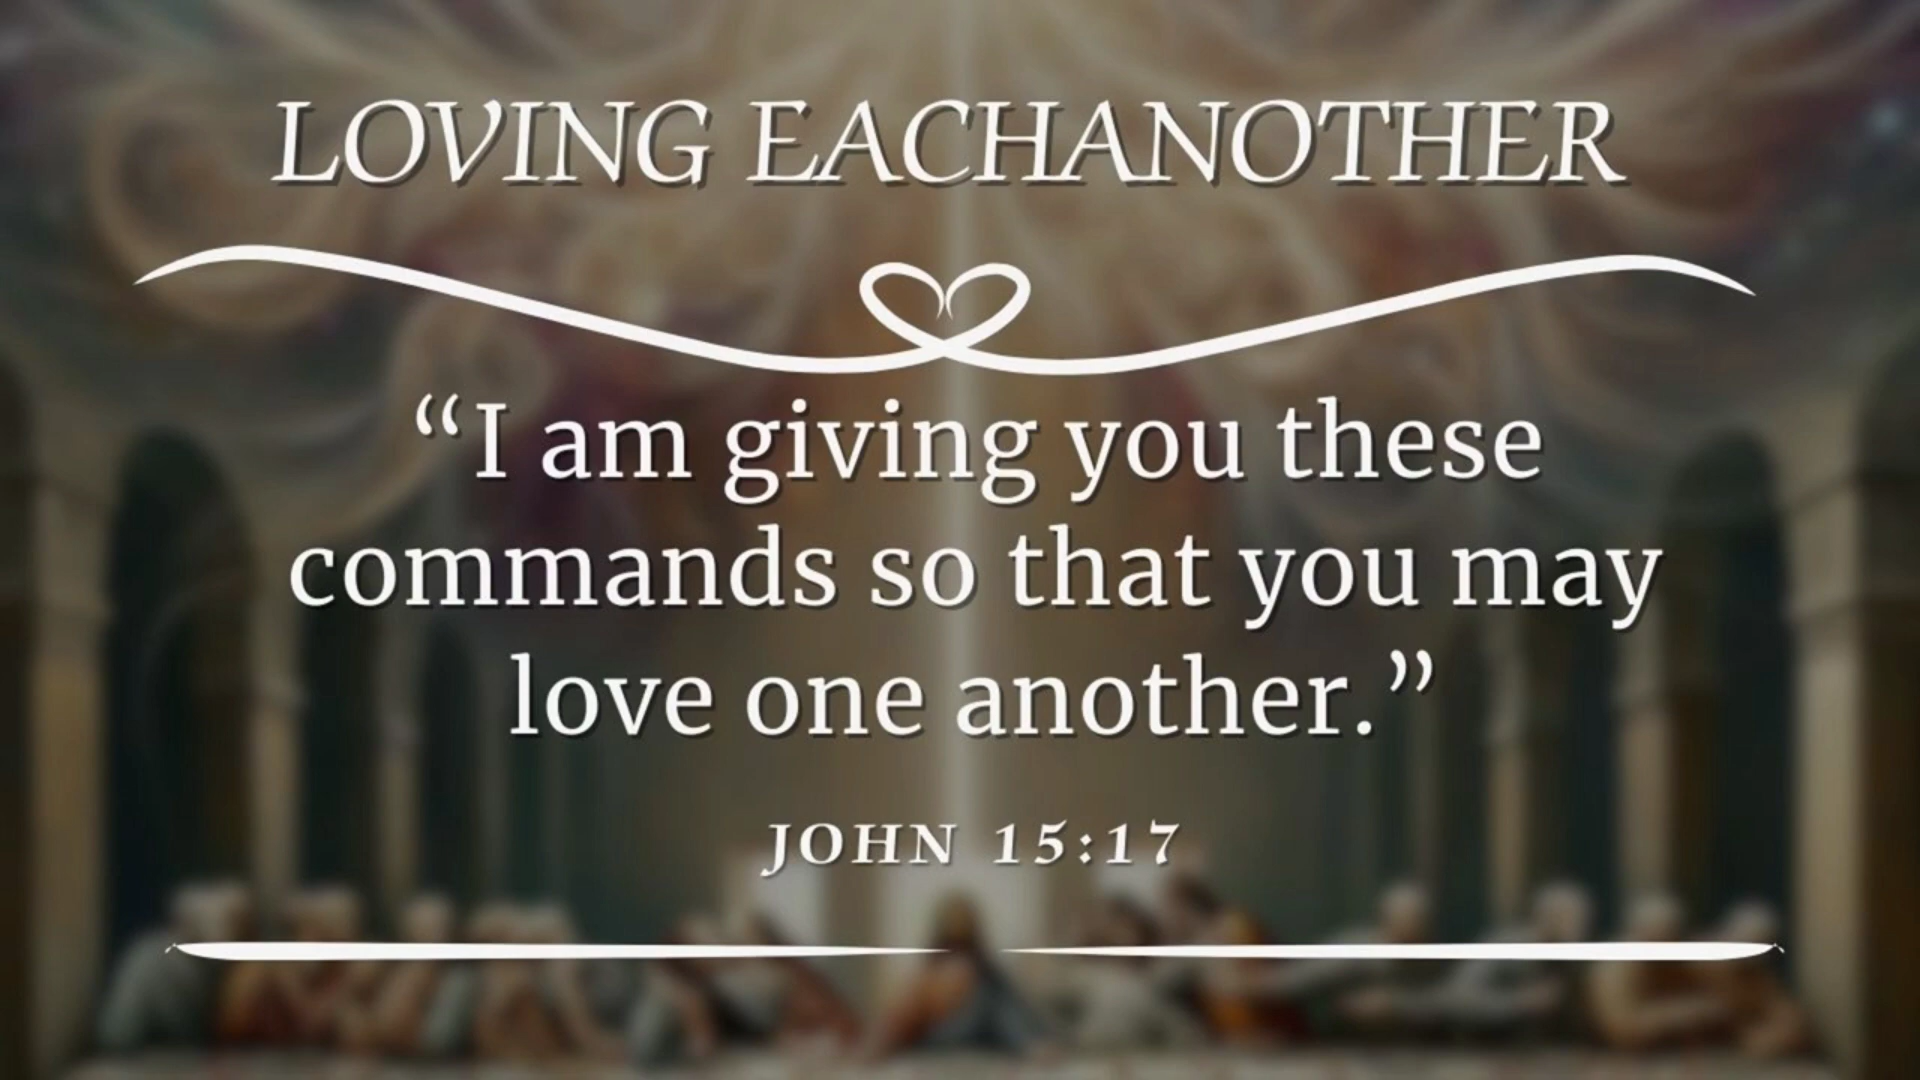 LOVING EACHANOTHER
“I am giving you these
commands so that you may
love one another.”
JOHN 15:17